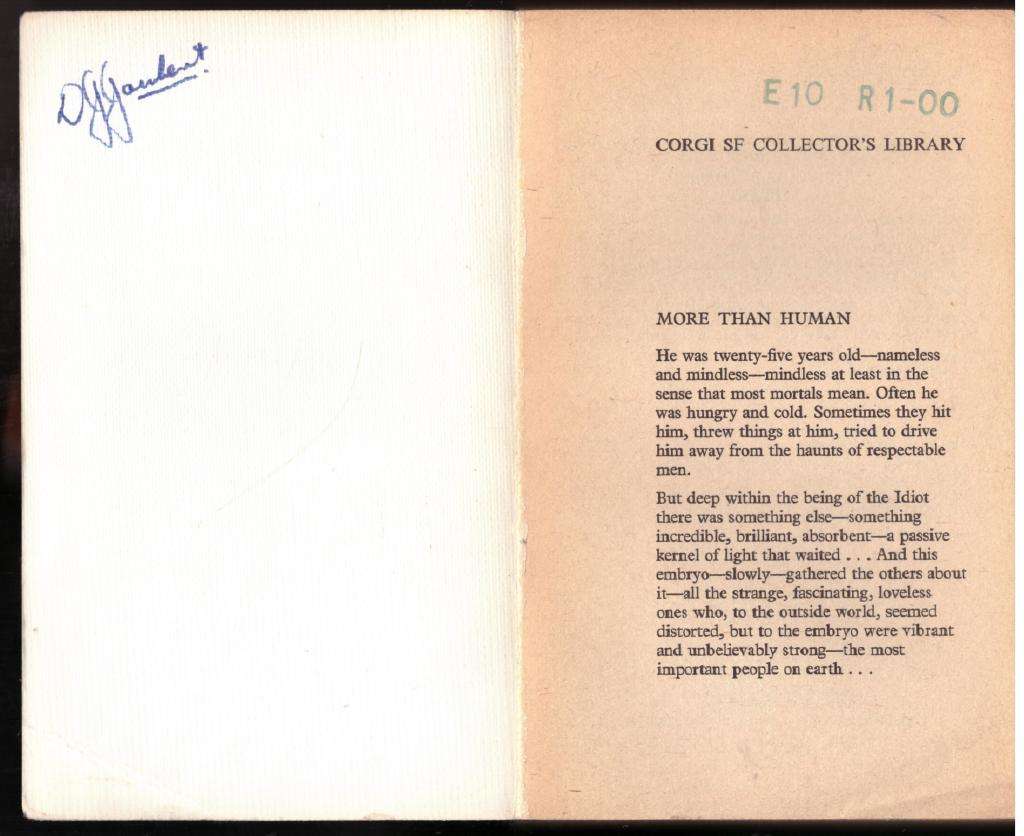 E10 R1-00
CORGI SF COLLECTOR'S LIBRARY
MORE THAN HUMAN
He was twenty-five years old—nameless
and mindless—mindless at least in the
sense that most mortals mean. Often he
was hungry and cold. Sometimes they hit
him, threw things at him, tried to drive
him away from the haunts of respectable
men.
But deep within the being of the Idiot
there was something else—something
incredible, brilliant, absorbent—a passive
kernel of light that waited . . . And this
embryo—slowly—gathered the others about
it—all the strange, fascinating, loveless
ones who, to the outside world, seemed
distorted, but to the embryo were vibrant
and unbelievably strong—the most
important people on earth . . .